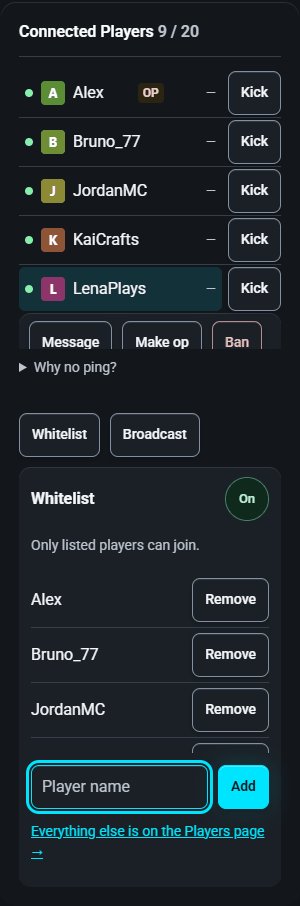 Connected Players 9 / 20
A Alex OP — Kick
B Bruno_77 — Kick
J JordanMC — Kick
K KaiCrafts — Kick
L LenaPlays — Kick
Message Make op Ban
▶ Why no ping?
Whitelist Broadcast
Whitelist On
Only listed players can join.
Alex Remove
Bruno_77 Remove
JordanMC Remove
Player name Add
Everything else is on the Players page
→